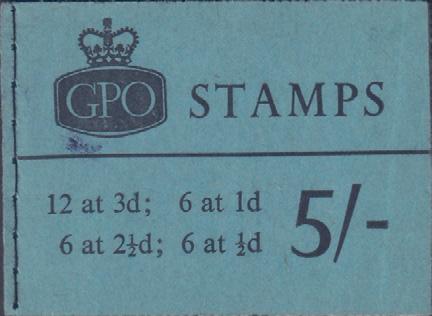 GPO
STAMPS
12 at 3d; 6 at 1d
6 at 2½d; 6 at ½d
5/-